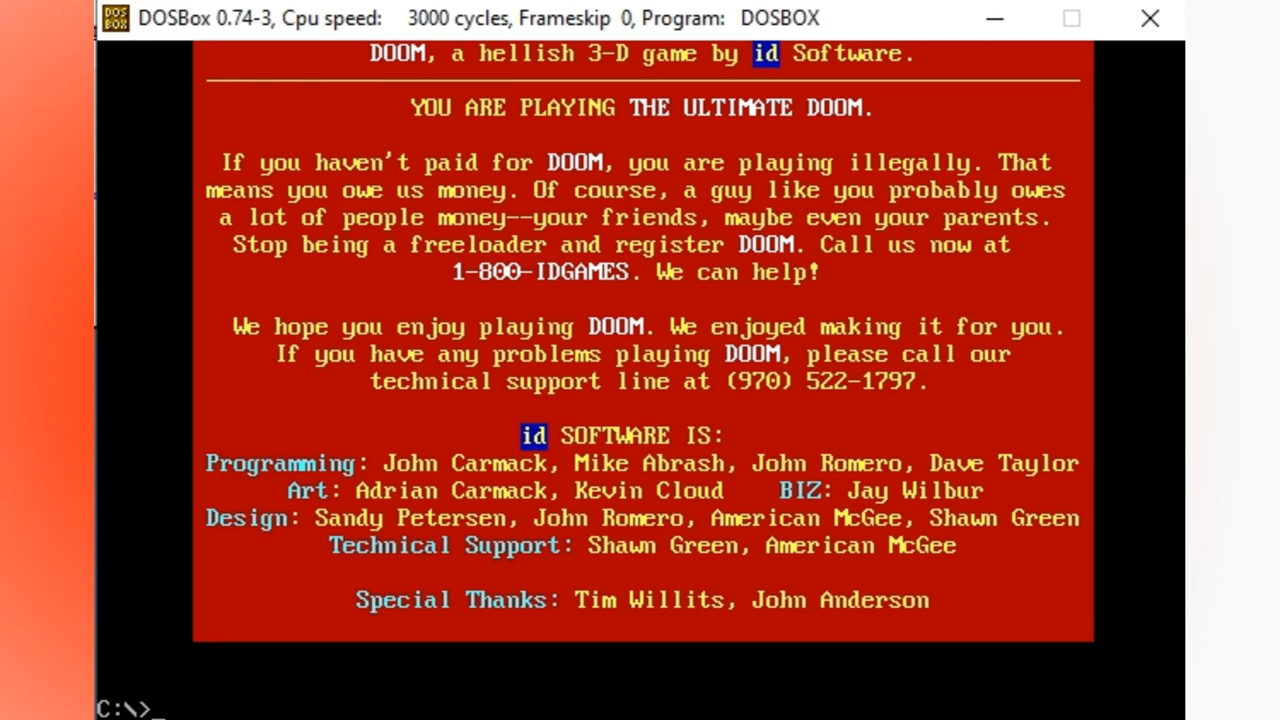 DOSBox 0.74-3, Cpu speed: 3000 cycles, Frameskip 0, Program: DOSBOX
DOOM, a hellish 3-D game by id Software.
YOU ARE PLAYING THE ULTIMATE DOOM.
If you haven't paid for DOOM, you are playing illegally. That
means you owe us money. Of course, a guy like you probably owes
a lot of people money--your friends, maybe even your parents.
Stop being a freeloader and register DOOM. Call us now at
1-800-IDGAMES. We can help!
We hope you enjoy playing DOOM. We enjoyed making it for you.
If you have any problems playing DOOM, please call our
technical support line at (970) 522-1797.
id SOFTWARE IS:
Programming: John Carmack, Mike Abrash, John Romero, Dave Taylor
Art: Adrian Carmack, Kevin Cloud BIZ: Jay Wilbur
Design: Sandy Petersen, John Romero, American McGee, Shawn Green
Technical Support: Shawn Green, American McGee
Special Thanks: Tim Willits, John Anderson
C:\>_